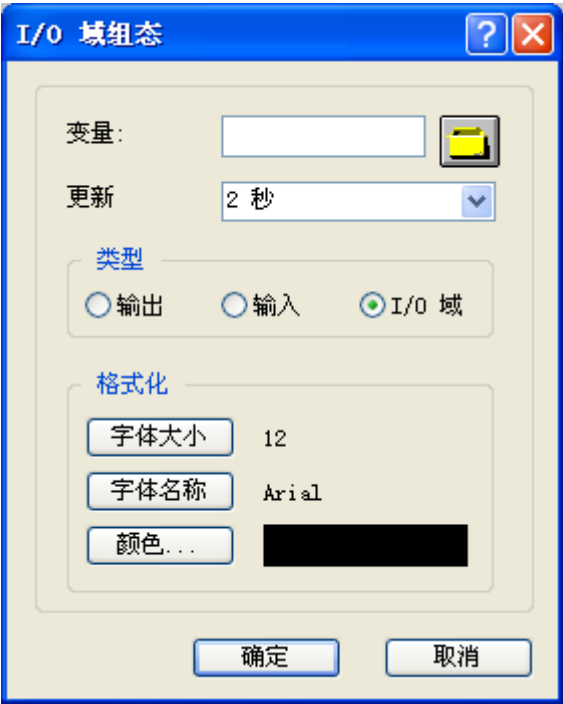 I/O 域组态
变量:
更新 2 秒
类型
输出 输入 I/O 域
格式化
字体大小 12
字体名称 Arial
颜色...
确定 取消